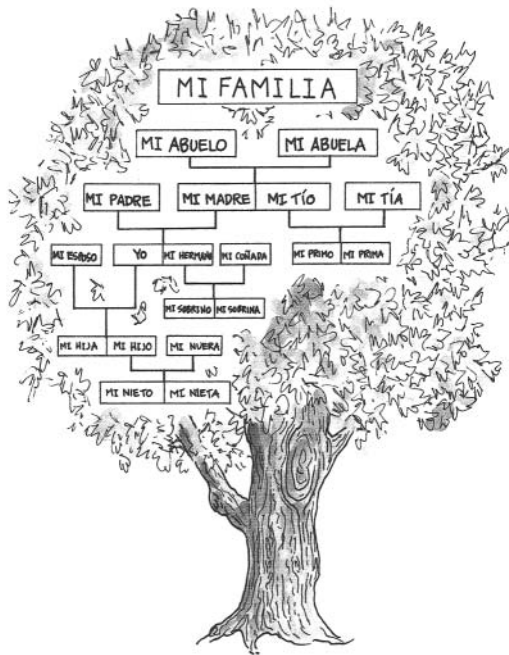 MI FAMILIA
MI ABUELO MI ABUELA
MI PADRE MI MADRE MI TÍO MI TÍA
MI ESPOSO YO MI HERMANO MI COÑADA MI PRIMO MI PRIMA
MI SOBRINO MI SOBRINA
MI HIJA MI HIJO MI NUERA
MI NIETO MI NIETA